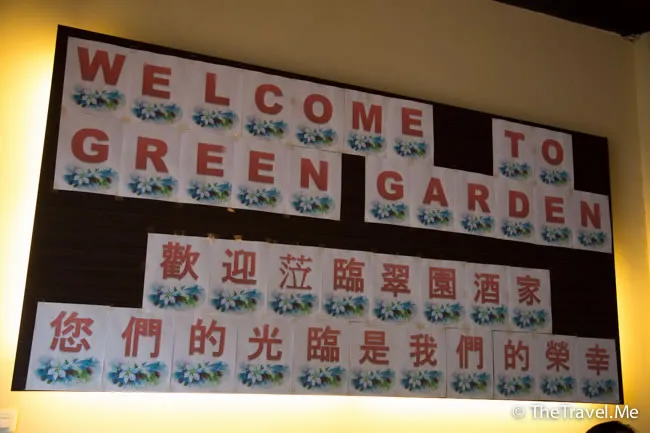 WELCOME TO
GREEN GARDEN
歡迎蒞臨翠園酒家
您們的光臨是我們的榮幸
© TheTravel.Me